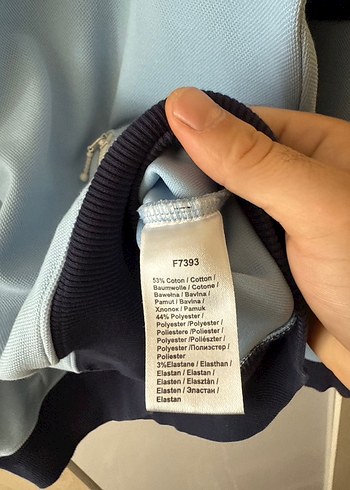 F7393
53% Coton / Cotton /
Baumwolle / Cotone /
Bawełna / Bavlna /
Pamut / Bavlna /
Хлопок / Pamuk
44% Polyester /
Polyester /Polyester /
Poliestere / Poliester /
Polyester /Poliészter /
Polyester /Полиэстер /
Poliester
3%Elastane / Elasthan /
Elastan / Elastan /
Elasten / Elasztán /
Elasten / Эластан /
Elastan